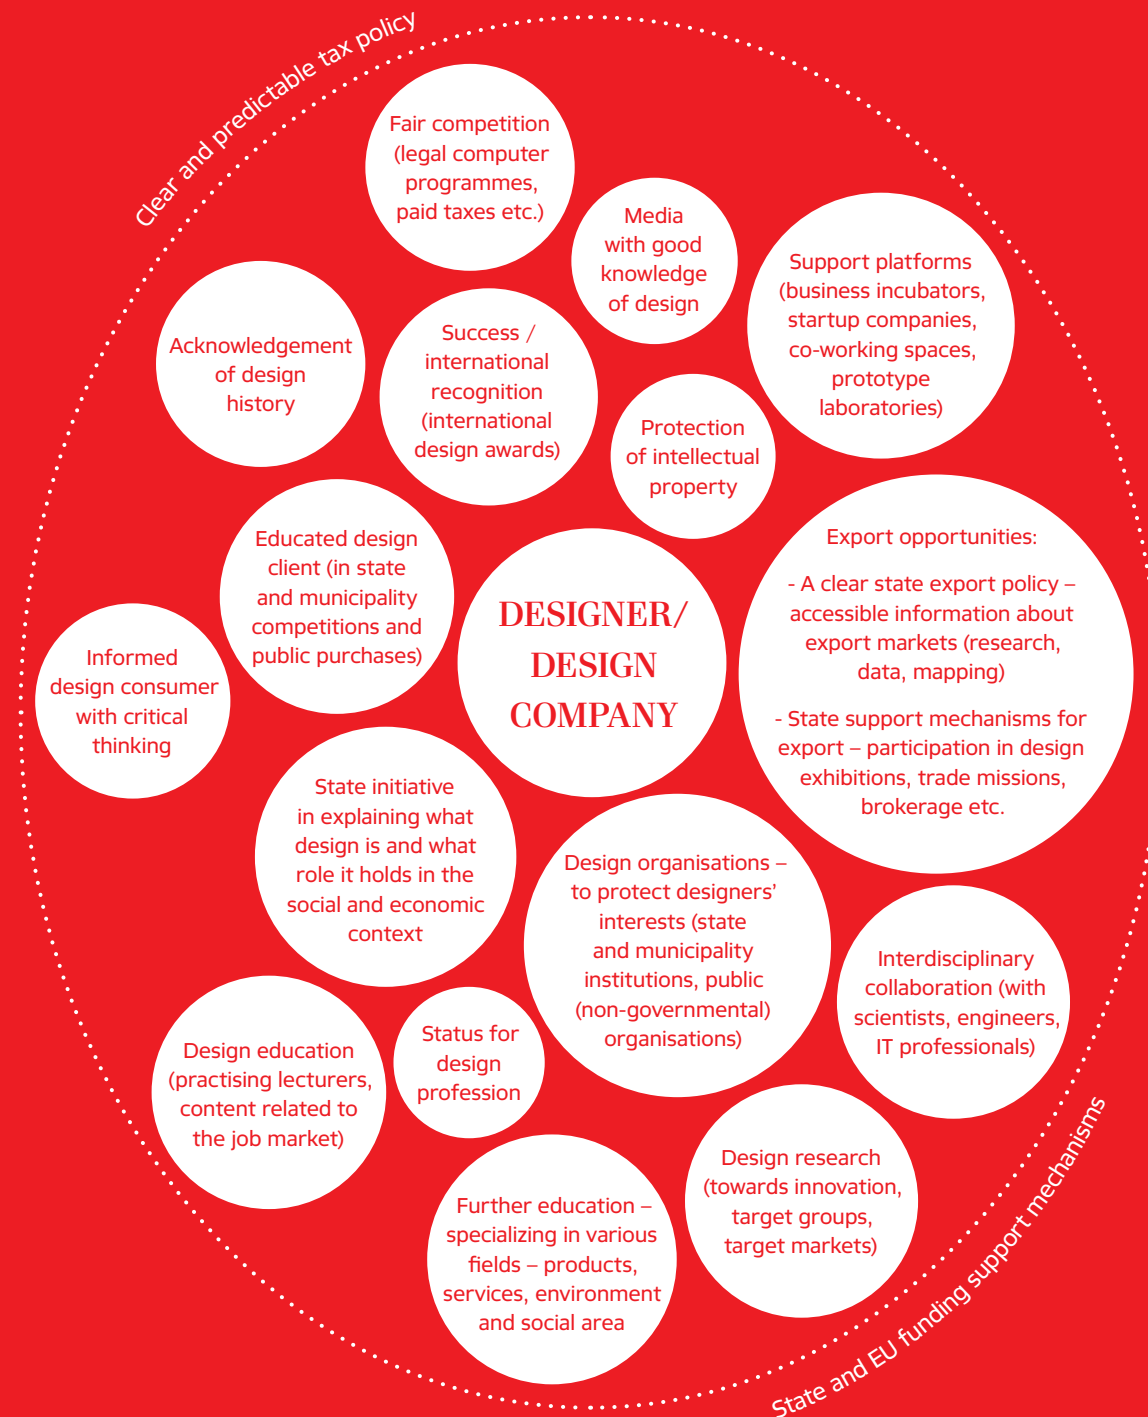 Clear and predictable tax policy
Fair competition
(legal computer
programmes,
paid taxes etc.)
Media
with good
knowledge
of design
Support platforms
(business incubators,
startup companies,
co-working spaces,
prototype
laboratories)
Acknowledgement
of design
history
Success /
international
recognition
(international
design awards)
Protection
of intellectual
property
Educated design
client (in state
and municipality
competitions and
public purchases)
DESIGNER/
DESIGN
COMPANY
Export opportunities:
- A clear state export policy –
accessible information about
export markets (research,
data, mapping)
- State support mechanisms for
export – participation in design
exhibitions, trade missions,
brokerage etc.
Informed
design consumer
with critical
thinking
State initiative
in explaining what
design is and what
role it holds in the
social and economic
context
Design organisations –
to protect designers’
interests (state
and municipality
institutions, public
(non-governmental)
organisations)
Interdisciplinary
collaboration (with
scientists, engineers,
IT professionals)
Design education
(practising lecturers,
content related to
the job market)
Status for
design
profession
Design research
(towards innovation,
target groups,
target markets)
Further education –
specializing in various
fields – products,
services, environment
and social area
State and EU funding support mechanisms